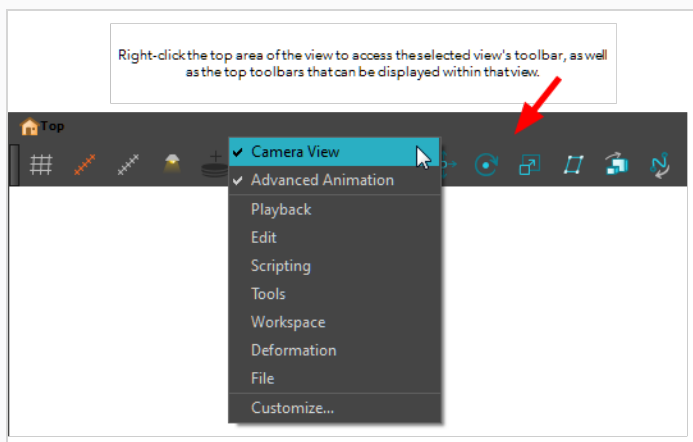 Right-click the top area of the view to access the selected view's toolbar, as well
as the top toolbars that can be displayed within that view.
Top
Camera View
Advanced Animation
Playback
Edit
Scripting
Tools
Workspace
Deformation
File
Customize...